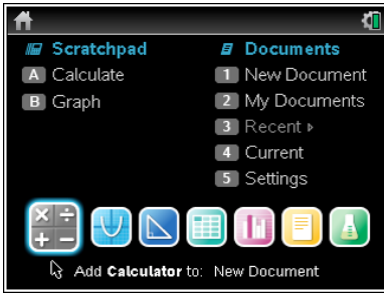 Scratchpad
A Calculate
B Graph
Documents
1 New Document
2 My Documents
3 Recent ▸
4 Current
5 Settings
Add Calculator to: New Document